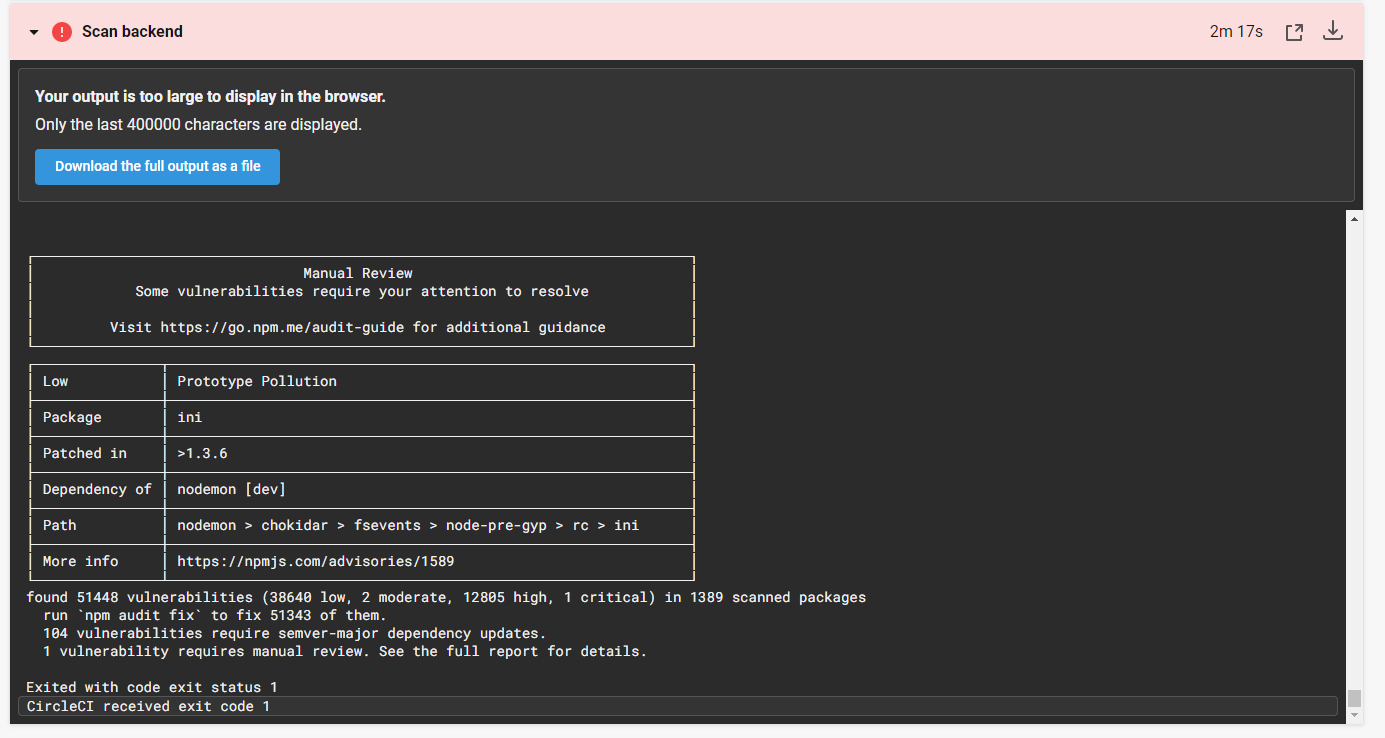 Scan backend
2m 17s
Your output is too large to display in the browser.
Only the last 400000 characters are displayed.
Download the full output as a file
Manual Review
Some vulnerabilities require your attention to resolve
Visit https://go.npm.me/audit-guide for additional guidance
Low Prototype Pollution
Package ini
Patched in >1.3.6
Dependency of nodemon [dev]
Path nodemon > chokidar > fsevents > node-pre-gyp > rc > ini
More info https://npmjs.com/advisories/1589
found 51448 vulnerabilities (38640 low, 2 moderate, 12805 high, 1 critical) in 1389 scanned packages
run `npm audit fix` to fix 51343 of them.
104 vulnerabilities require semver-major dependency updates.
1 vulnerability requires manual review. See the full report for details.
Exited with code exit status 1
CircleCI received exit code 1